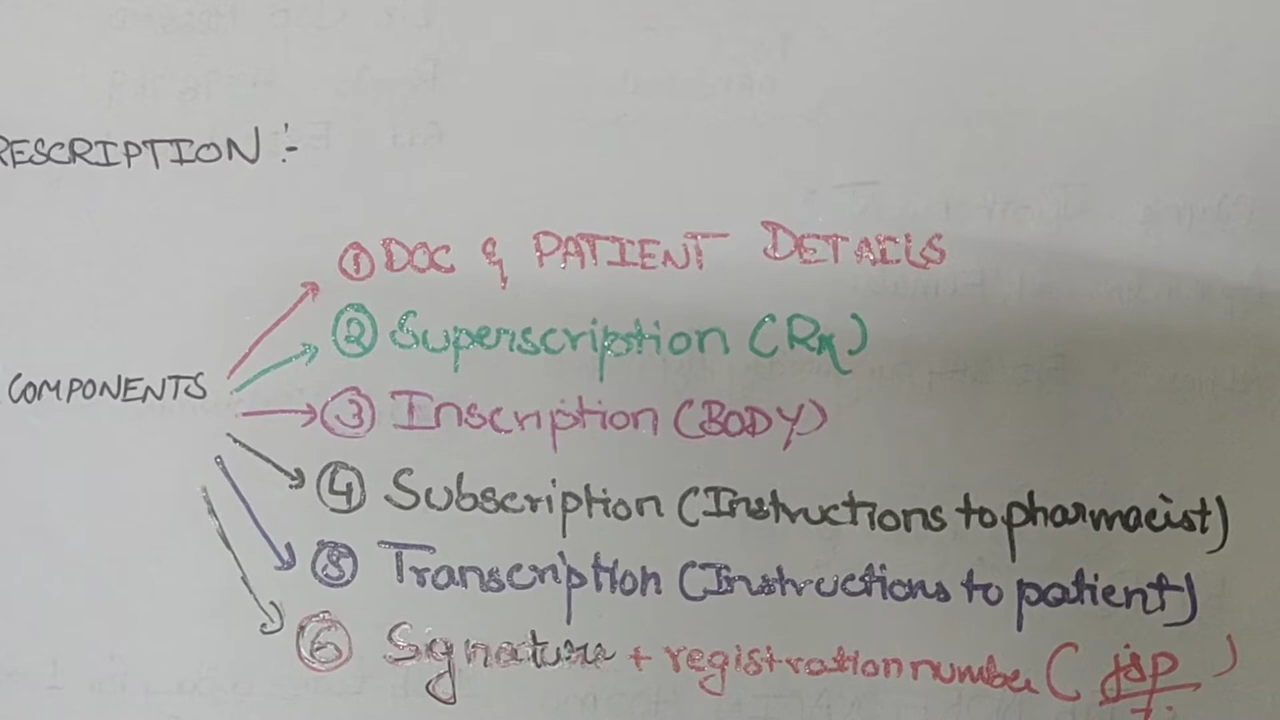 RESCRIPTION :-
① DOC & PATIENT DETAILS
② Superscription (Rx)
COMPONENTS
③ Inscription (BODY)
④ Subscription (Instructions to pharmacist)
⑤ Transcription (Instructions to patient)
⑥ Signature + registration number ( jsp )